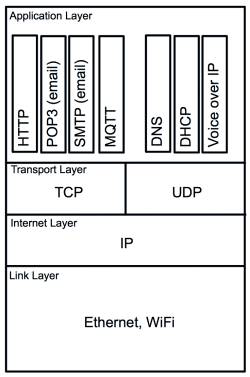 Application Layer
HTTP
POP3 (email)
SMTP (email)
MQTT
DNS
DHCP
Voice over IP
Transport Layer
TCP
UDP
Internet Layer
IP
Link Layer
Ethernet, WiFi